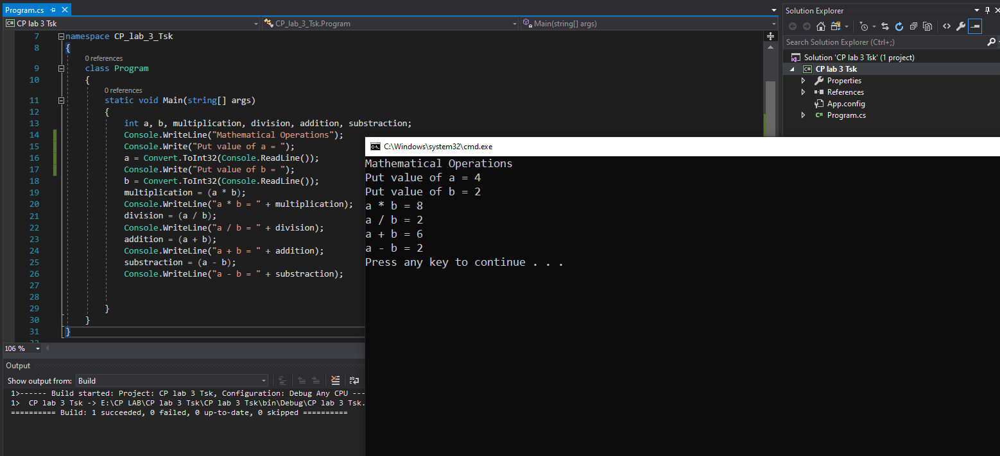 Program.cs
CP lab 3 Tsk
CP_lab_3_Tsk.Program
Main(string[] args)
7 namespace CP_lab_3_Tsk
8 {
0 references
9 class Program
10 {
0 references
11 static void Main(string[] args)
12 {
13 int a, b, multiplication, division, addition, substraction;
14 Console.WriteLine("Mathematical Operations");
15 Console.Write("Put value of a = ");
16 a = Convert.ToInt32(Console.ReadLine());
17 Console.Write("Put value of b = ");
18 b = Convert.ToInt32(Console.ReadLine());
19 multiplication = (a * b);
20 Console.WriteLine("a * b = " + multiplication);
21 division = (a / b);
22 Console.WriteLine("a / b = " + division);
23 addition = (a + b);
24 Console.WriteLine("a + b = " + addition);
25 substraction = (a - b);
26 Console.WriteLine("a - b = " + substraction);
27
28
29 }
30 }
31 }
106 %
Output
Show output from: Build
1>------ Build started: Project: CP lab 3 Tsk, Configuration: Debug Any CPU ---
1> CP lab 3 Tsk -> E:\CP LAB\CP lab 3 Tsk\CP lab 3 Tsk\bin\Debug\CP lab 3 Tsk.
========== Build: 1 succeeded, 0 failed, 0 up-to-date, 0 skipped ==========
C:\Windows\system32\cmd.exe
Mathematical Operations
Put value of a = 4
Put value of b = 2
a * b = 8
a / b = 2
a + b = 6
a - b = 2
Press any key to continue . . .
Solution Explorer
Search Solution Explorer (Ctrl+;)
Solution 'CP lab 3 Tsk' (1 project)
C# CP lab 3 Tsk
Properties
References
App.config
C# Program.cs